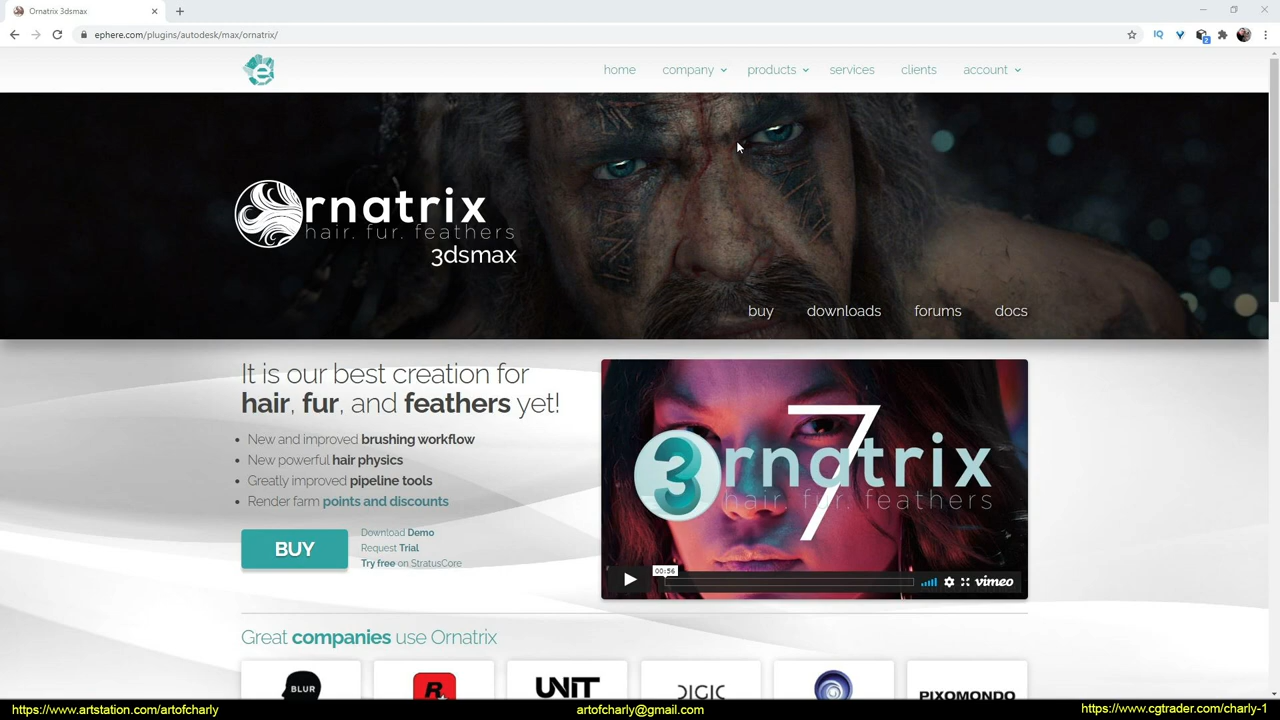 Ornatrix 3dsmax
ephere.com/plugins/autodesk/max/ornatrix/
IQ
2
e
home company products services clients account
rnatrix
hair. fur. feathers
3dsmax
buy downloads forums docs
It is our best creation for
hair, fur, and feathers yet!
New and improved brushing workflow
New powerful hair physics
Greatly improved pipeline tools
Render farm points and discounts
BUY
Download Demo
Request Trial
Try free on StratusCore
7
3rnatrix
hair. fur. feathers
00:56
vimeo
Great companies use Ornatrix
BLUR
R
UNIT
DIGIC
PIXOMONDO
https://www.artstation.com/artofcharly
artofcharly@gmail.com
https://www.cgtrader.com/charly-1